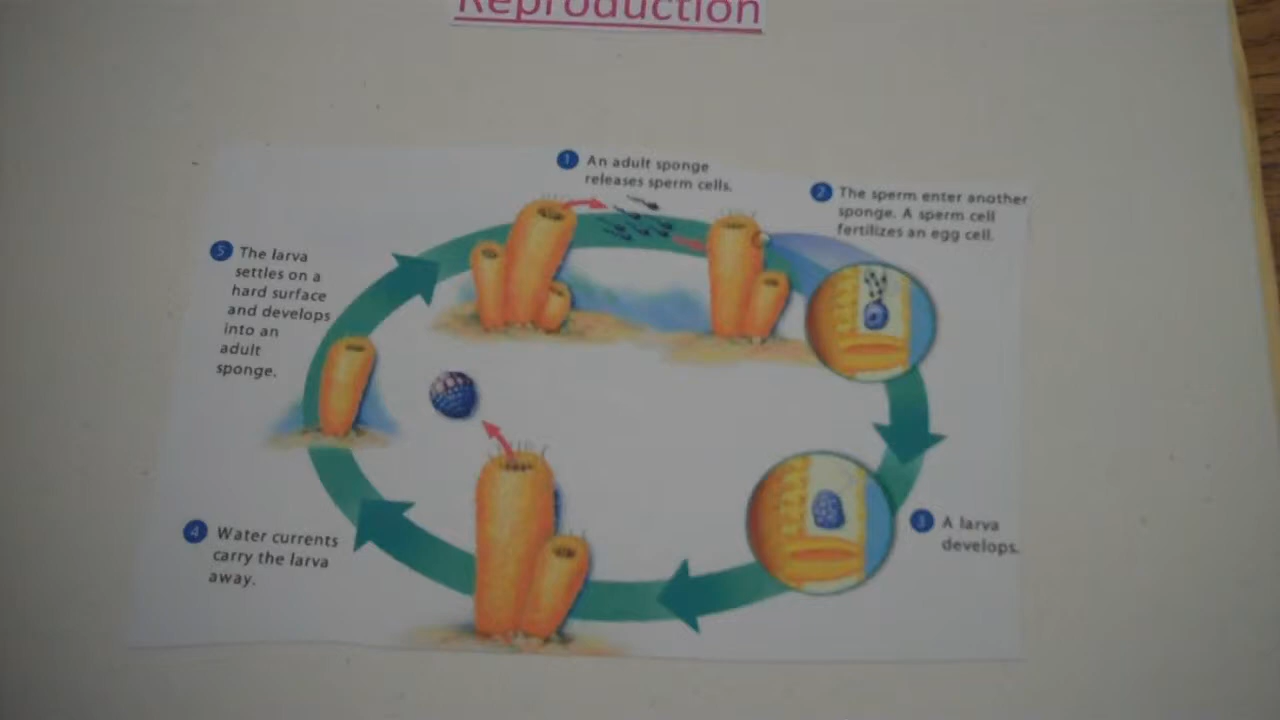 Reproduction
1 An adult sponge
releases sperm cells.
2 The sperm enter another
sponge. A sperm cell
fertilizes an egg cell.
3 A larva
develops.
4 Water currents
carry the larva
away.
5 The larva
settles on a
hard surface
and develops
into an
adult
sponge.